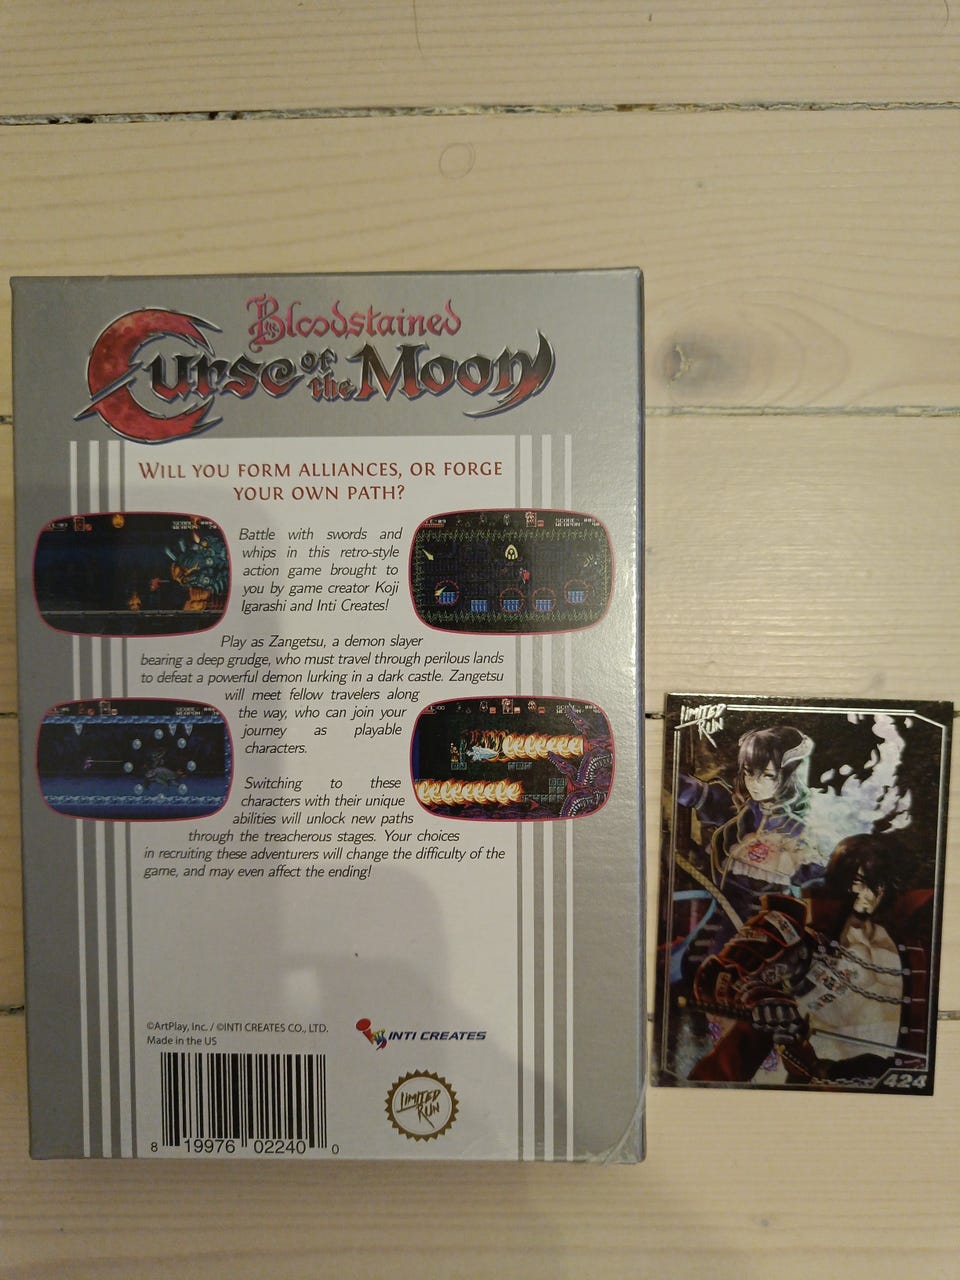 Bloodstained
Curse of the Moon
WILL YOU FORM ALLIANCES, OR FORGE
YOUR OWN PATH?
Battle with swords and
whips in this retro-style
action game brought to
you by game creator Koji
Igarashi and Inti Creates!
Play as Zangetsu, a demon slayer
bearing a deep grudge, who must travel through perilous lands
to defeat a powerful demon lurking in a dark castle. Zangetsu
will meet fellow travelers along
the way, who can join your
journey as playable
characters.
Switching to these
characters with their unique
abilities will unlock new paths
through the treacherous stages. Your choices
in recruiting these adventurers will change the difficulty of the
game, and may even affect the ending!
©ArtPlay, Inc. / ©INTI CREATES CO., LTD.
Made in the US
INTI CREATES
LIMITED
RUN
8 19976 02240 0
LIMITED
RUN
424